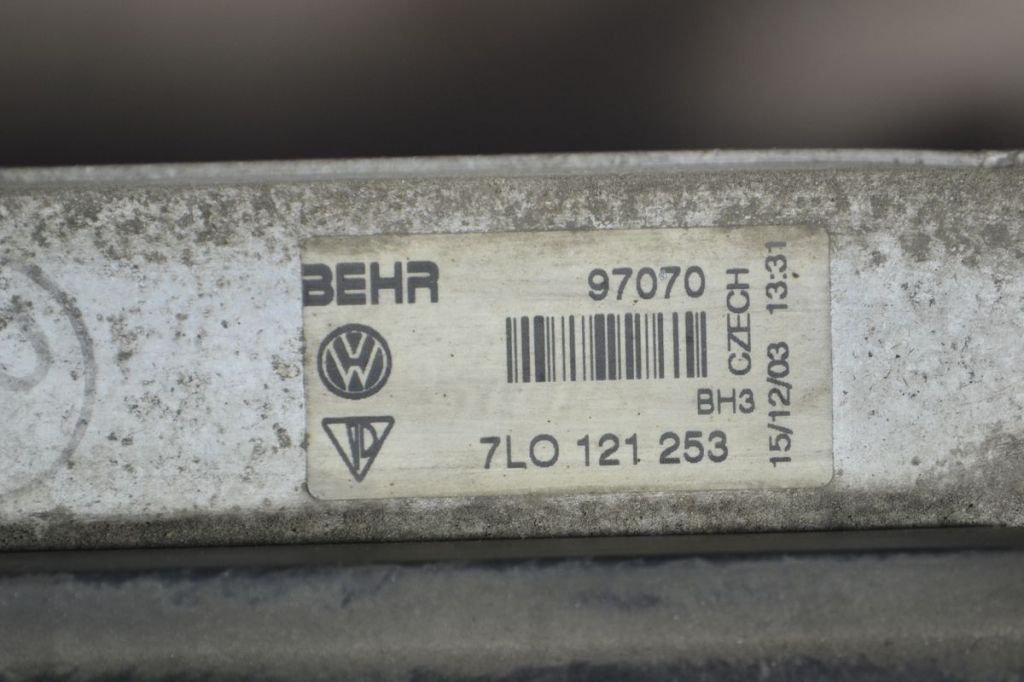 BEHR
97070
CZECH
BH3
15/12/03 13:31
7LO 121 253